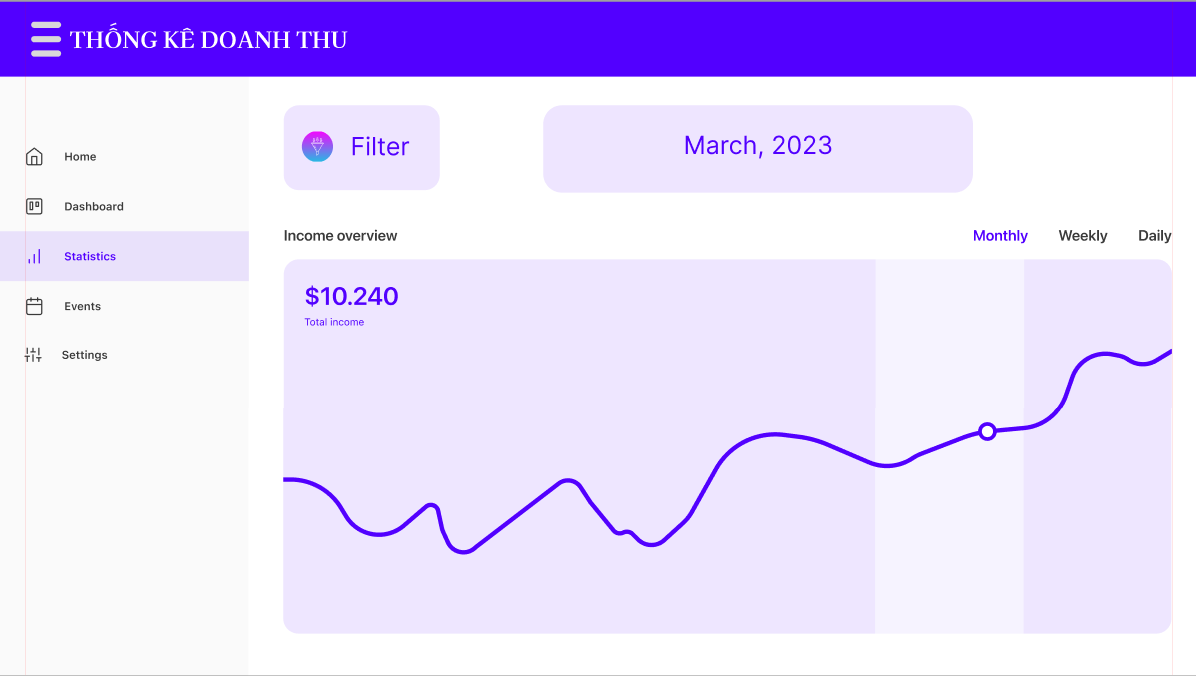 THỐNG KÊ DOANH THU
Home
Dashboard
Statistics
Events
Settings
Filter
March, 2023
Income overview
Monthly
Weekly
Daily
$10.240
Total income